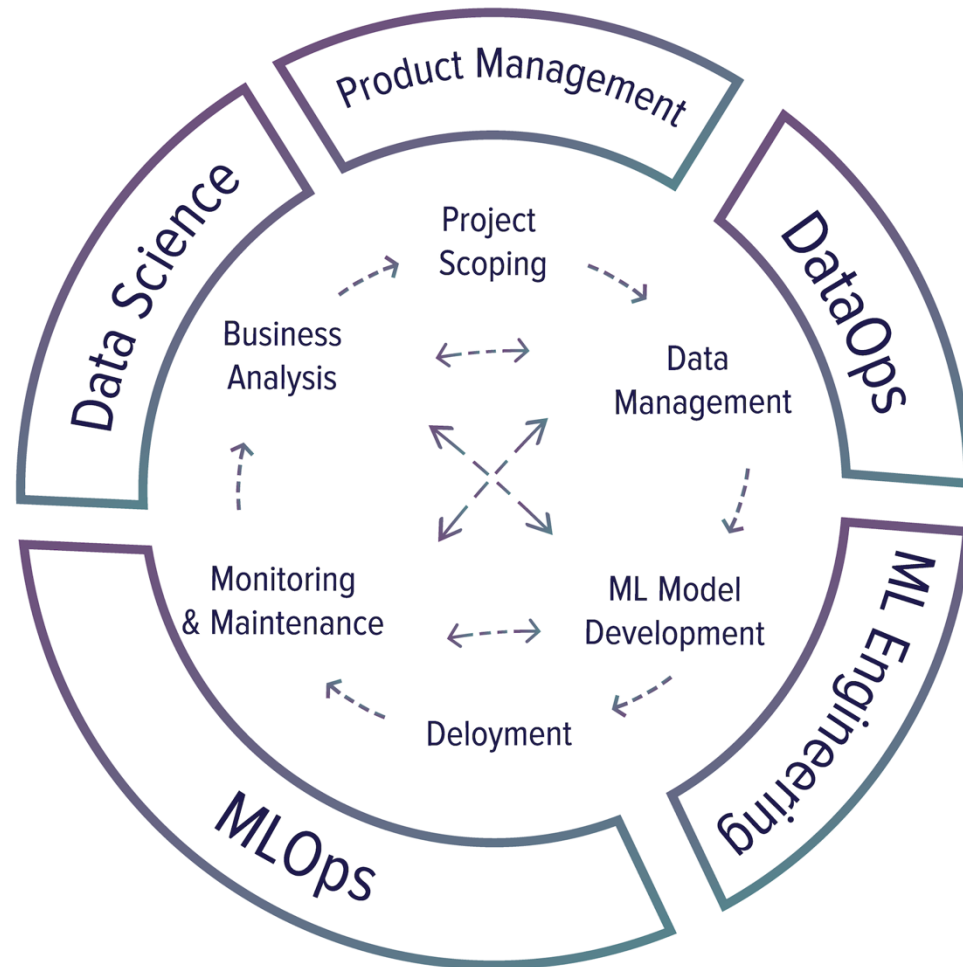 Product Management
Data Science
DataOps
Project
Scoping
Business
Analysis
Data
Management
Monitoring
& Maintenance
ML Model
Development
Deloyment
ML Engineering
MLOps